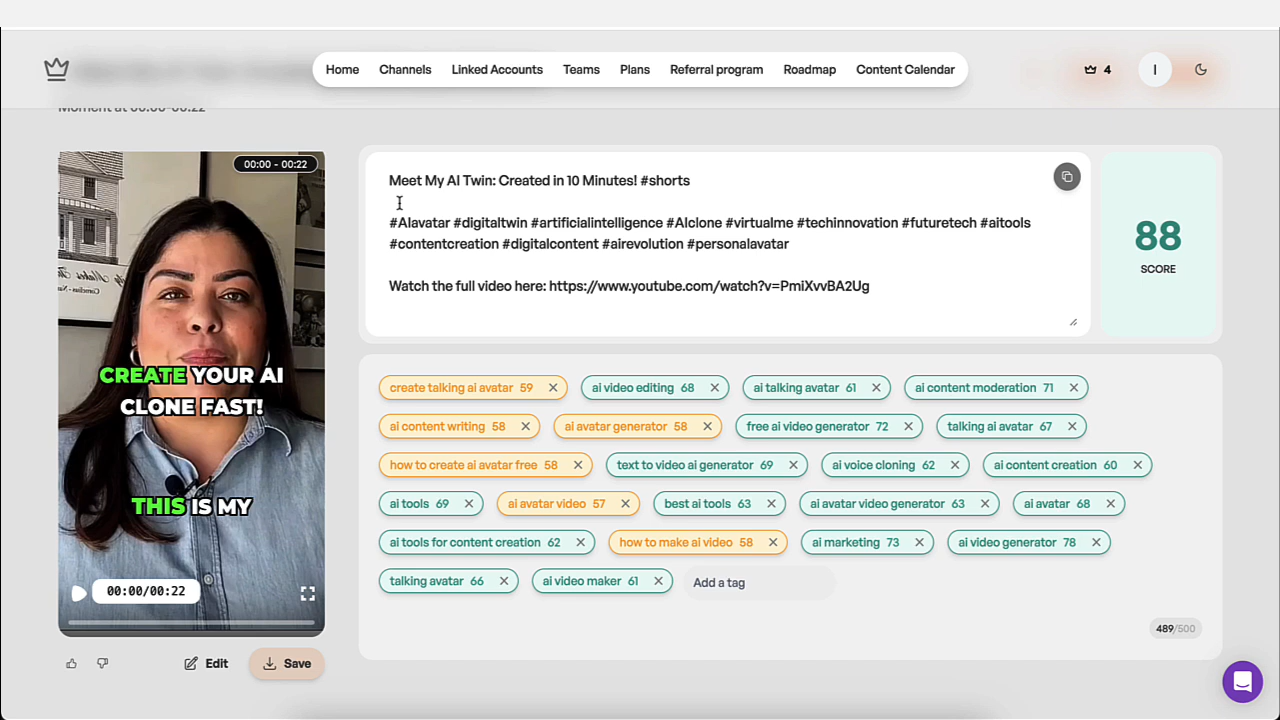 Home Channels Linked Accounts Teams Plans Referral program Roadmap Content Calendar 4 I
Moment at 00:00-00:22
00:00 - 00:22
Meet My AI Twin: Created in 10 Minutes! #shorts
#AIavatar #digitaltwin #artificialintelligence #AIclone #virtualme #techinnovation #futuretech #aitools
#contentcreation #digitalcontent #airevolution #personalavatar
Watch the full video here: https://www.youtube.com/watch?v=PmiXvvBA2Ug
88
SCORE
CREATE YOUR AI
CLONE FAST!
THIS IS MY
00:00/00:22
Edit Save
create talking ai avatar 59 ai video editing 68 ai talking avatar 61 ai content moderation 71
ai content writing 58 ai avatar generator 58 free ai video generator 72 talking ai avatar 67
how to create ai avatar free 58 text to video ai generator 69 ai voice cloning 62 ai content creation 60
ai tools 69 ai avatar video 57 best ai tools 63 ai avatar video generator 63 ai avatar 68
ai tools for content creation 62 how to make ai video 58 ai marketing 73 ai video generator 78
talking avatar 66 ai video maker 61 Add a tag
489/500